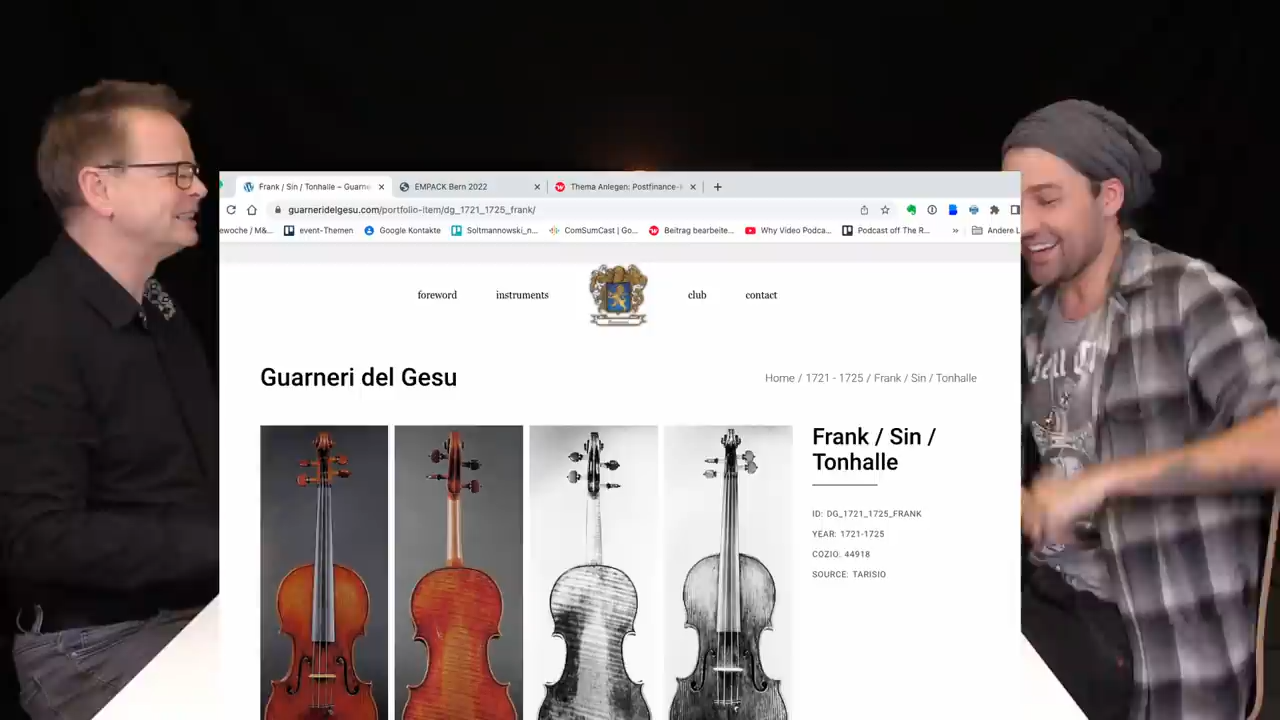 Frank / Sin / Tonhalle – Guarne
EMPACK Bern 2022
Thema Anlegen: Postfinance-
guarneridelgesu.com/portfolio-item/dg_1721_1725_frank/
ewoche / M&...
event-Themen
Google Kontakte
Soltmannowski_n...
ComSumCast | Go...
Beitrag bearbeite...
Why Video Podca...
Podcast off The R...
»
Andere L
foreword
instruments
club
contact
Guarneri del Gesu
Home / 1721 - 1725 / Frank / Sin / Tonhalle
Frank / Sin /
Tonhalle
ID: DG_1721_1725_FRANK
YEAR: 1721-1725
COZIO: 44918
SOURCE: TARISIO